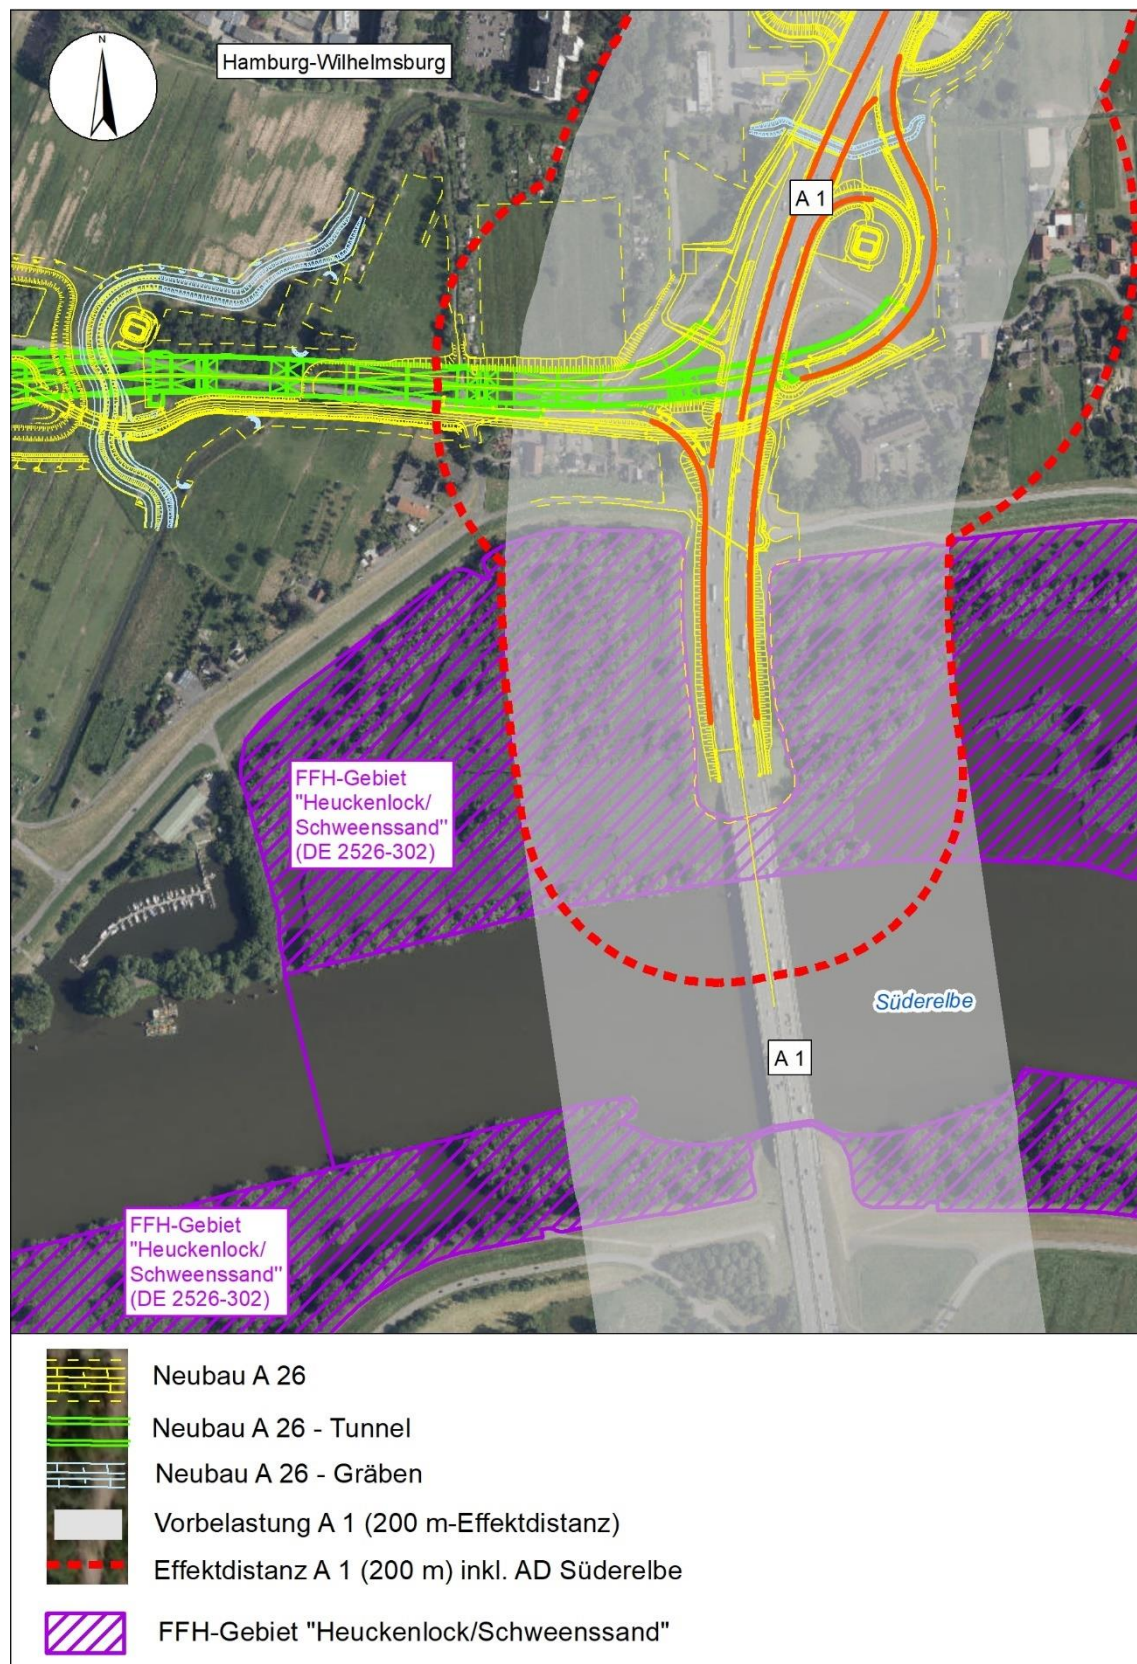 N
Hamburg-Wilhelmsburg
A 1
FFH-Gebiet
"Heuckenlock/
Schweenssand"
(DE 2526-302)
Süderelbe
A 1
FFH-Gebiet
"Heuckenlock/
Schweenssand"
(DE 2526-302)
Neubau A 26
Neubau A 26 - Tunnel
Neubau A 26 - Gräben
Vorbelastung A 1 (200 m-Effektdistanz)
Effektdistanz A 1 (200 m) inkl. AD Süderelbe
FFH-Gebiet "Heuckenlock/Schweenssand"